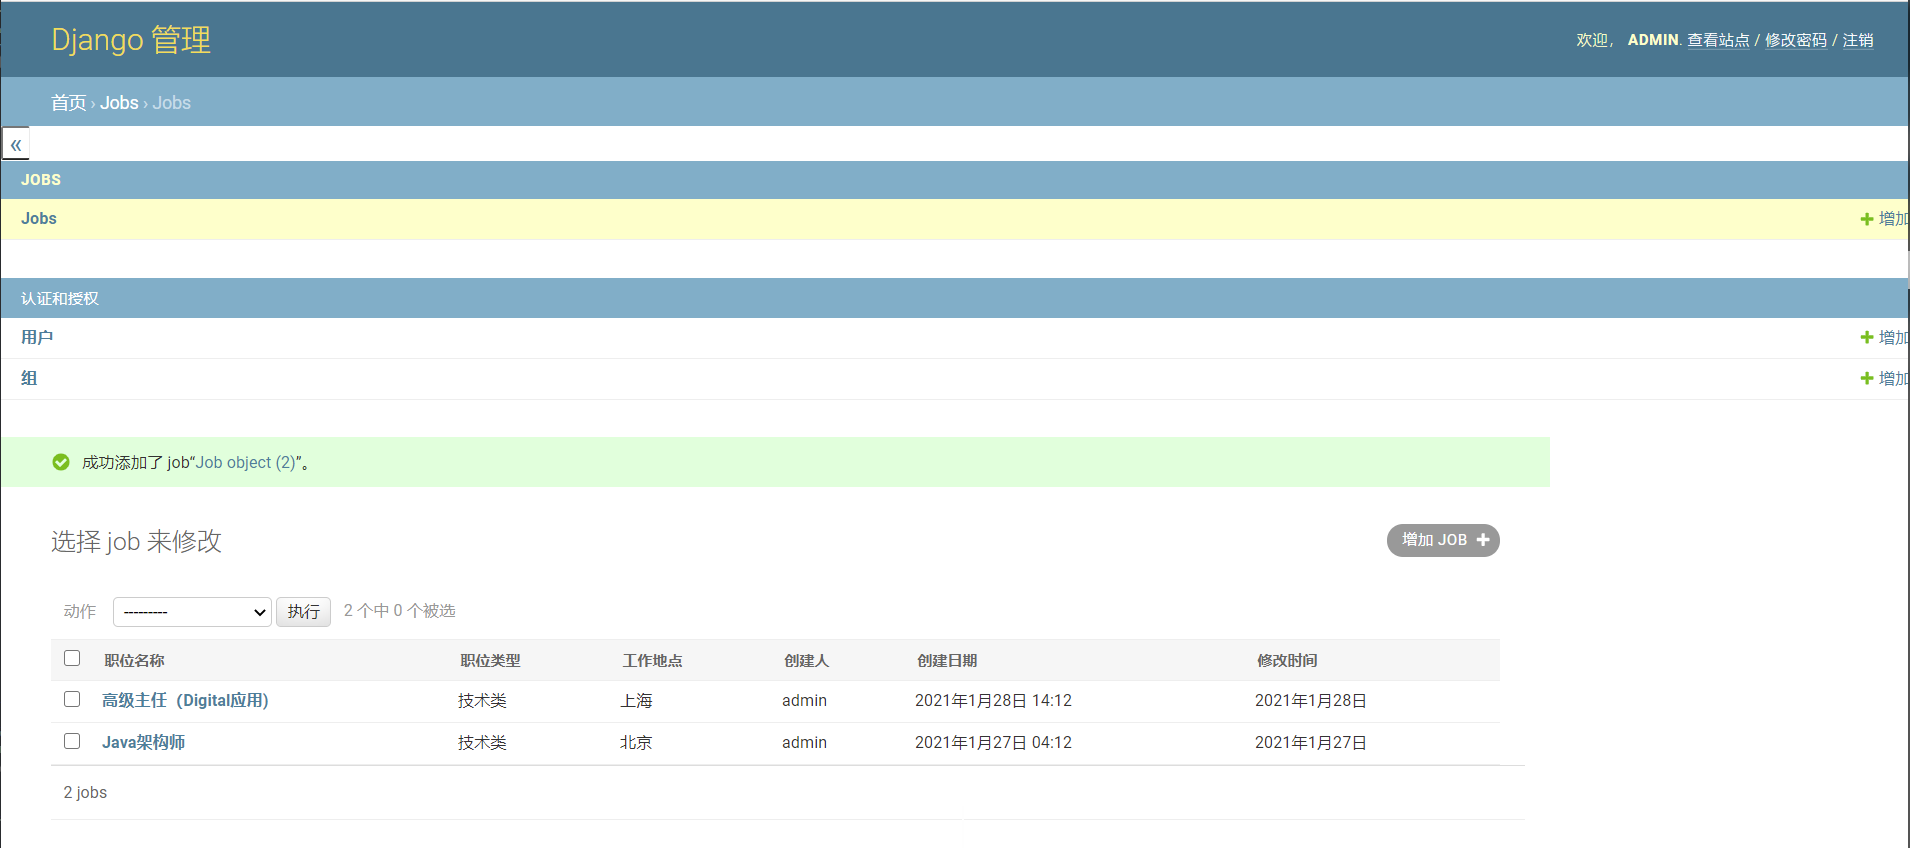 Django 管理
欢迎， ADMIN. 查看站点 / 修改密码 / 注销
首页 › Jobs › Jobs
«
JOBS
Jobs 增加
认证和授权
用户 增加
组 增加
成功添加了 job“Job object (2)”。
选择 job 来修改
增加 JOB
动作 --------- 执行 2 个中 0 个被选
职位名称 职位类型 工作地点 创建人 创建日期 修改时间
高级主任（Digital应用) 技术类 上海 admin 2021年1月28日 14:12 2021年1月28日
Java架构师 技术类 北京 admin 2021年1月27日 04:12 2021年1月27日
2 jobs